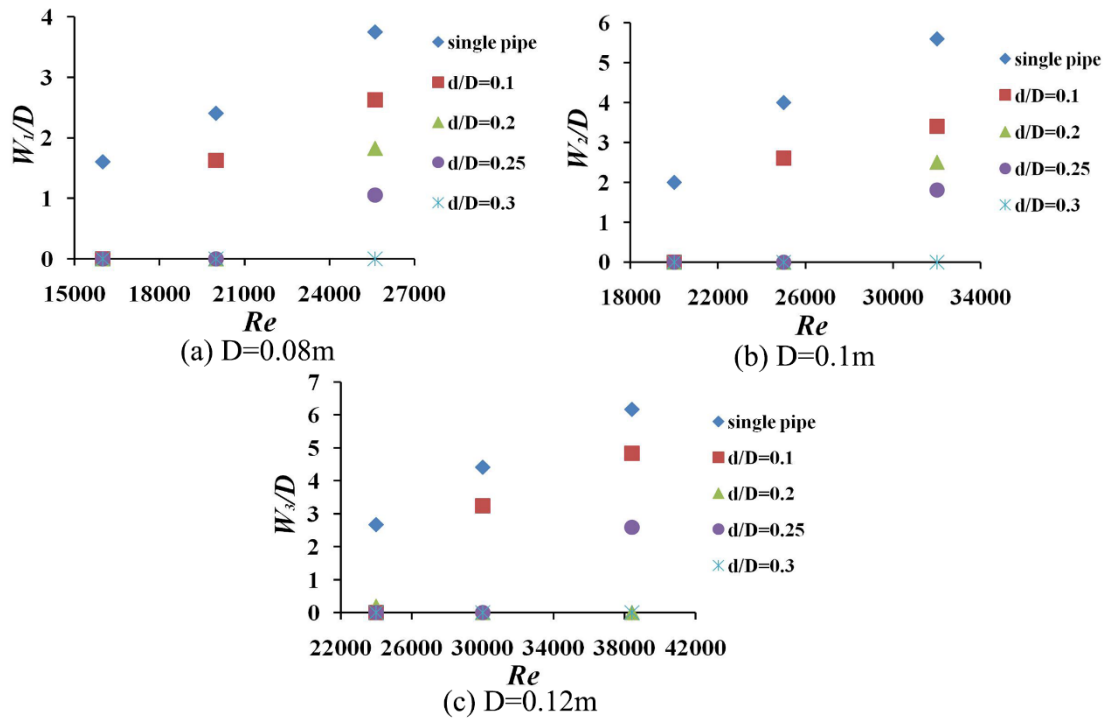 4
3
2
1
0
W1/D
15000 18000 21000 24000 27000
Re
single pipe
d/D=0.1
d/D=0.2
d/D=0.25
d/D=0.3
(a) D=0.08m
6
5
4
3
2
1
0
W2/D
18000 22000 26000 30000 34000
Re
single pipe
d/D=0.1
d/D=0.2
d/D=0.25
d/D=0.3
(b) D=0.1m
7
6
5
4
3
2
1
0
W3/D
22000 26000 30000 34000 38000 42000
Re
single pipe
d/D=0.1
d/D=0.2
d/D=0.25
d/D=0.3
(c) D=0.12m